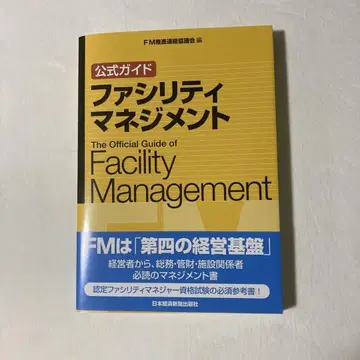 FM推進連絡協議会 編
公式ガイド
ファシリティ
マネジメント
The Official Guide of
Facility
Management
FM
FMは「第四の経営基盤」
経営者から、総務・管財・施設関係者
必読のマネジメント書
認定ファシリティマネジャー資格試験の必須参考書！
日本経済新聞出版社